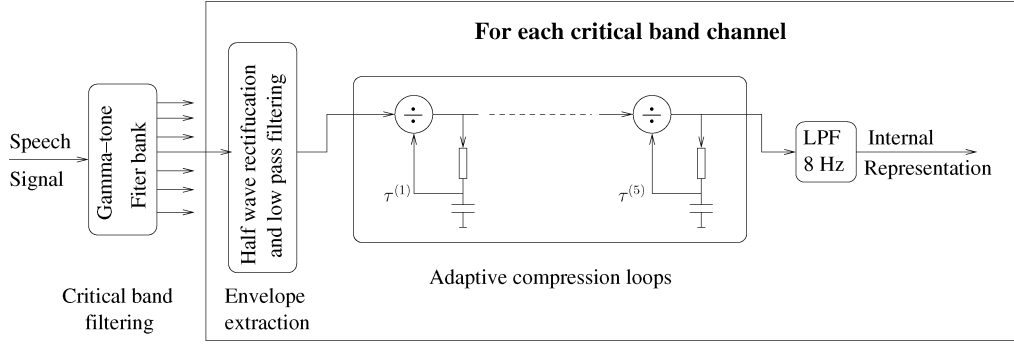 For each critical band channel
Speech
Signal
Gamma–tone
Fiter bank
Half wave rectifucation
and low pass filtering
÷
÷
τ(1)
τ(5)
LPF
8 Hz
Internal
Representation
Adaptive compression loops
Critical band
filtering
Envelope
extraction